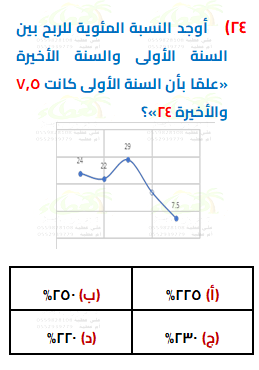 ٢٤) أوجد النسبة المئوية للربح بين
السنة الأولى والسنة الأخيرة
«علمًا بأن السنة الأولى كانت ٧,٥
والأخيرة ٢٤»؟
29
24
22
7.5
(أ) ٢٢٥% (ب) ٢٥٠%
(ج) ٢٣٠% (د) ٢٢٠%